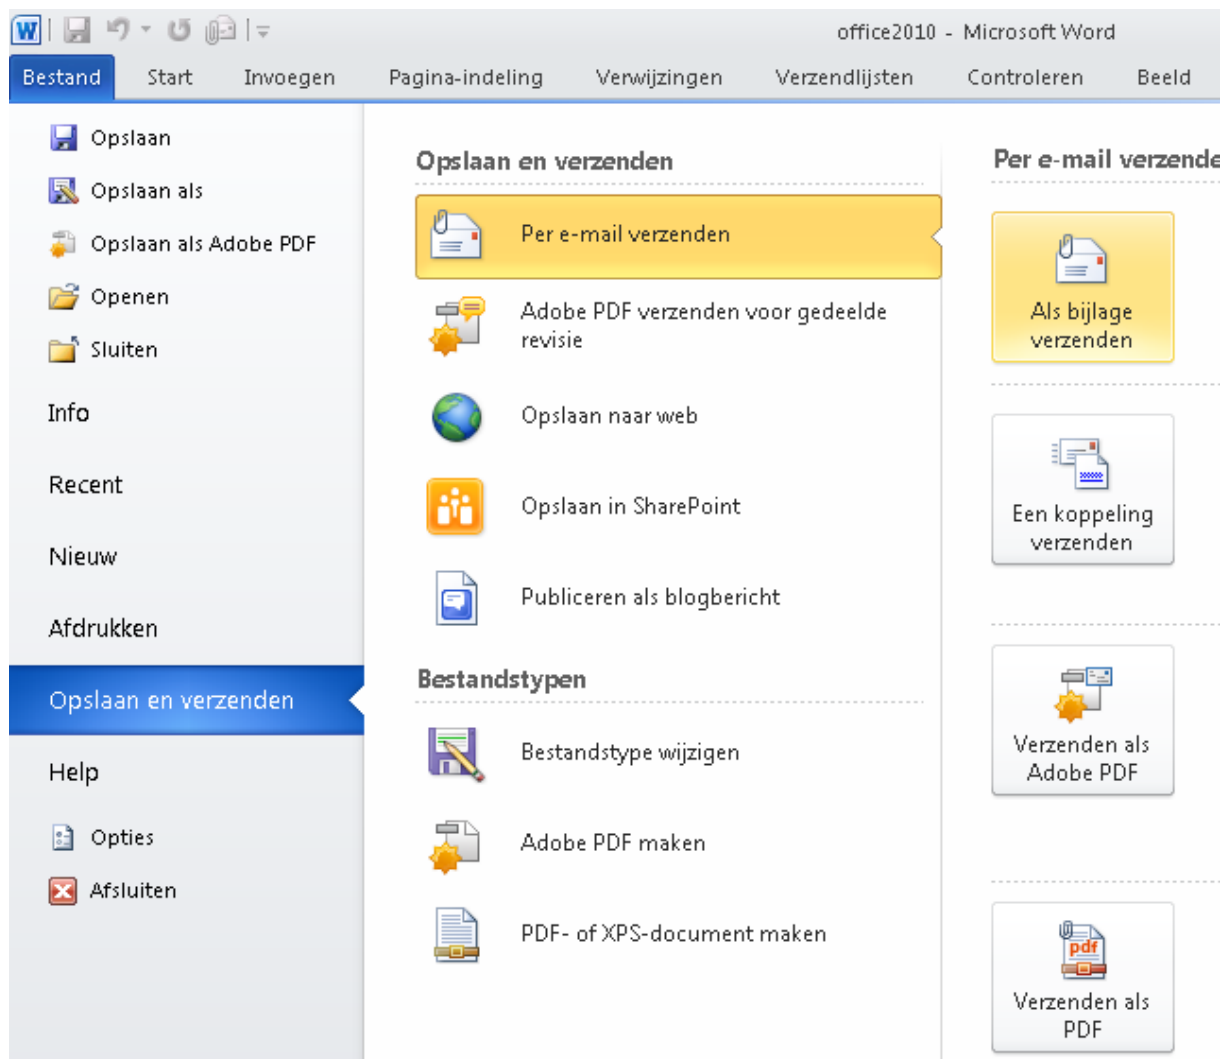 office2010 - Microsoft Word
Bestand Start Invoegen Pagina-indeling Verwijzingen Verzendlijsten Controleren Beeld
Opslaan
Opslaan als
Opslaan als Adobe PDF
Openen
Sluiten
Info
Recent
Nieuw
Afdrukken
Opslaan en verzenden
Help
Opties
Afsluiten
Opslaan en verzenden
Per e-mail verzenden
Adobe PDF verzenden voor gedeelde
revisie
Opslaan naar web
Opslaan in SharePoint
Publiceren als blogbericht
Bestandstypen
Bestandstype wijzigen
Adobe PDF maken
PDF- of XPS-document maken
Per e-mail verzende
Als bijlage
verzenden
Een koppeling
verzenden
Verzenden als
Adobe PDF
pdf
Verzenden als
PDF